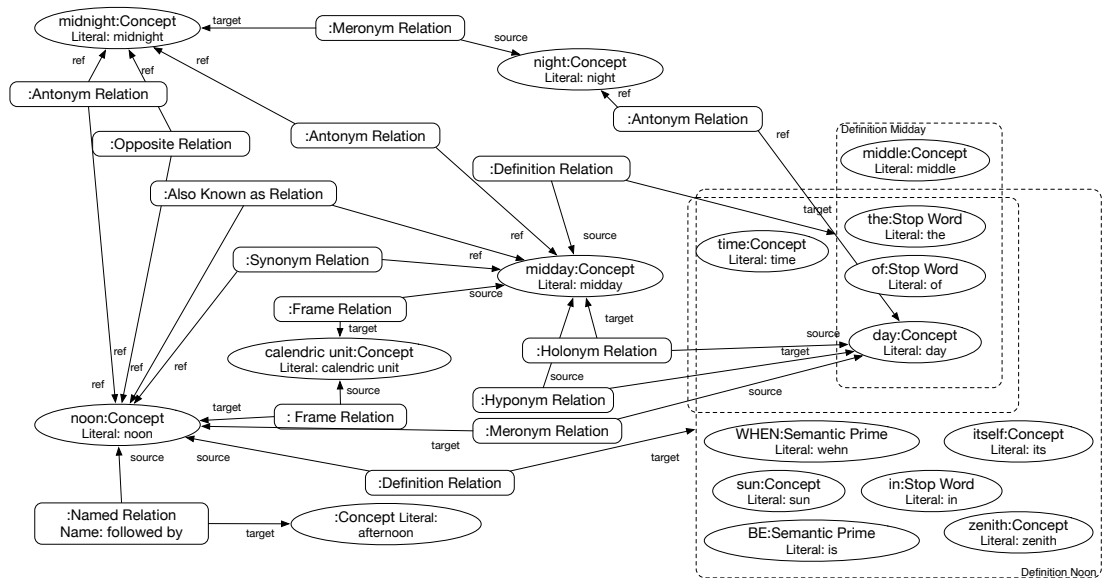 midnight:Concept
Literal: midnight
target
:Meronym Relation
source
night:Concept
Literal: night
ref
ref
ref
ref
:Antonym Relation
:Antonym Relation
ref
:Antonym Relation
:Opposite Relation
Definition Midday
middle:Concept
Literal: middle
:Definition Relation
:Also Known as Relation
target
the:Stop Word
Literal: the
ref
source
time:Concept
Literal: time
:Synonym Relation
ref
midday:Concept
Literal: midday
of:Stop Word
Literal: of
source
:Frame Relation
target
target
source
day:Concept
Literal: day
calendric unit:Concept
Literal: calendric unit
:Holonym Relation
target
ref
ref
ref
source
source
source
ref
:Hyponym Relation
noon:Concept
Literal: noon
target
: Frame Relation
:Meronym Relation
target
WHEN:Semantic Prime
Literal: wehn
itself:Concept
Literal: its
source
source
target
:Definition Relation
sun:Concept
Literal: sun
in:Stop Word
Literal: in
:Named Relation
Name: followed by
target
:Concept Literal:
afternoon
BE:Semantic Prime
Literal: is
zenith:Concept
Literal: zenith
Definition Noon